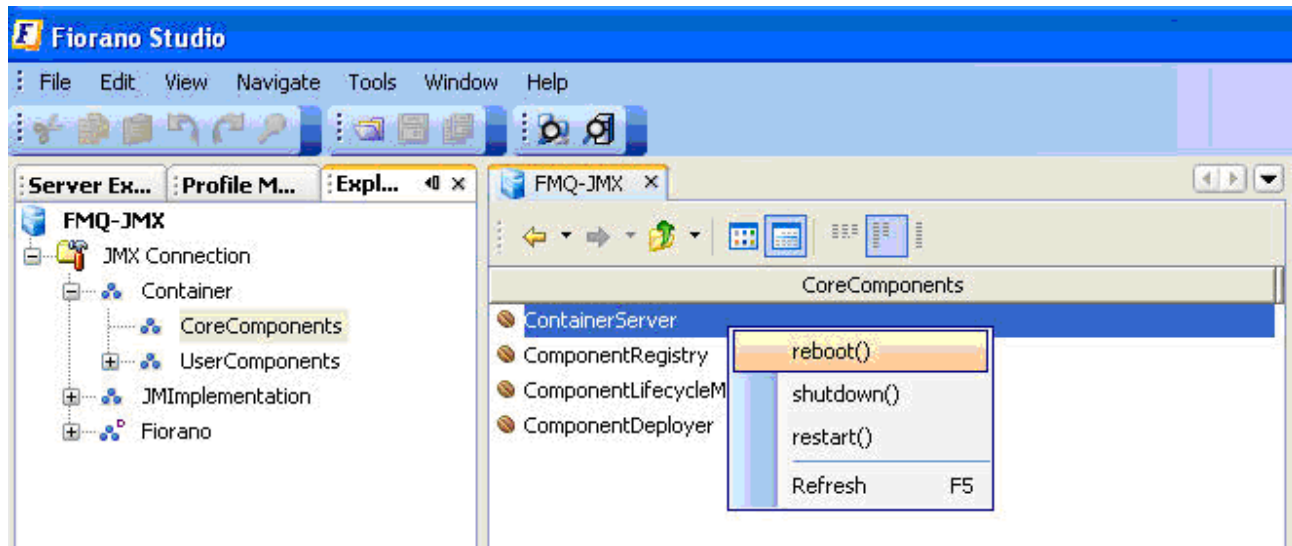 Fiorano Studio
File Edit View Navigate Tools Window Help
Server Ex... Profile M... Expl...
FMQ-JMX
JMX Connection
Container
CoreComponents
UserComponents
JMImplementation
Fiorano
FMQ-JMX
CoreComponents
ContainerServer
ComponentRegistry
ComponentLifecycleM
ComponentDeployer
reboot()
shutdown()
restart()
Refresh F5